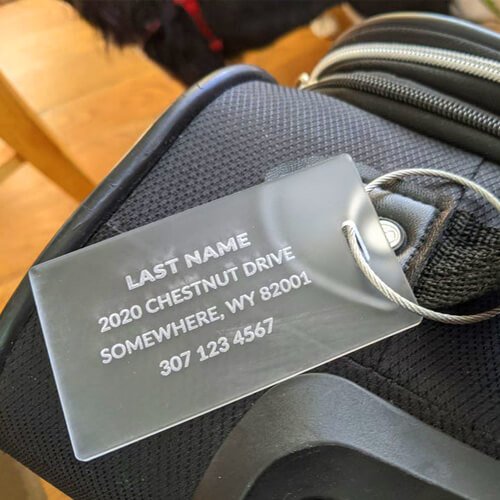 LAST NAME
2020 CHESTNUT DRIVE
SOMEWHERE, WY 82001
307 123 4567